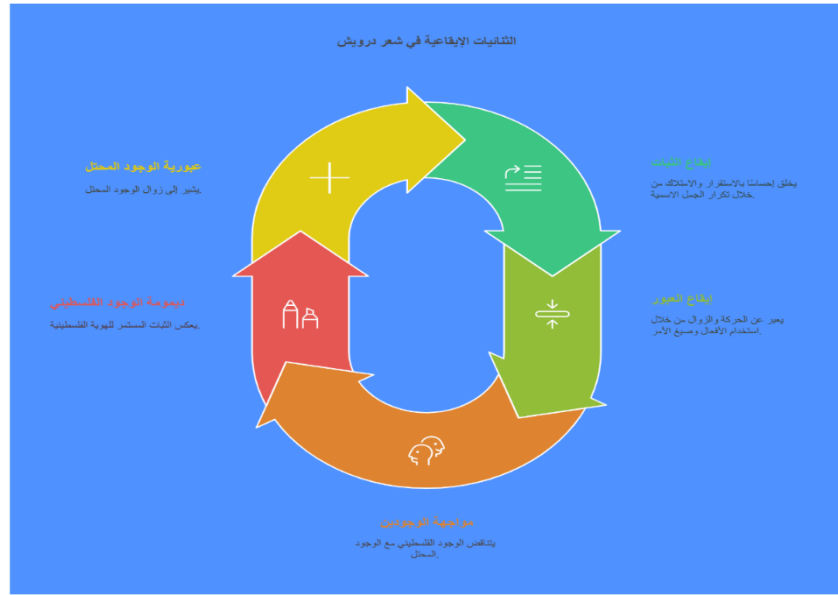 الثنائيات الإيقاعية في شعر درويش
إيقاع الثبات
يخلق إحساسًا بالاستقرار والامتلاك من
خلال تكرار الجمل الاسمية.
إيقاع العبور
يعبر عن الحركة والزوال من خلال
استخدام الأفعال وصيغ الأمر.
مواجهة الوجودين
يتناقض الوجود الفلسطيني مع الوجود
المحتل.
ديمومة الوجود الفلسطيني
يعكس الثبات المستمر للهوية الفلسطينية.
عبورية الوجود المحتل
يشير إلى زوال الوجود المحتل.